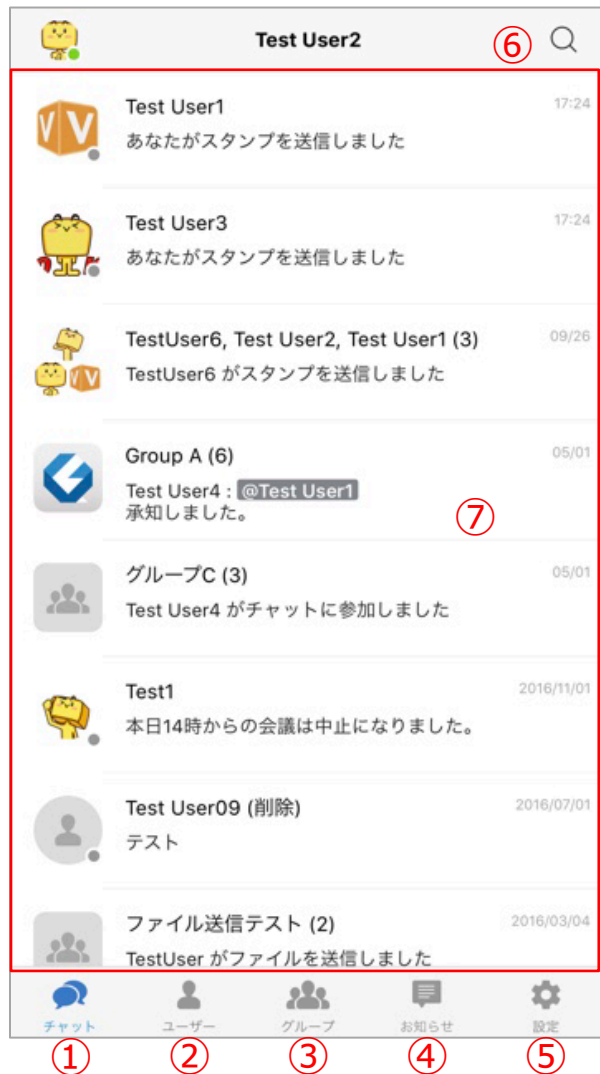 Test User2
⑥
Test User1
17:24
あなたがスタンプを送信しました
V V
Test User3
17:24
あなたがスタンプを送信しました
TestUser6, Test User2, Test User1 (3)
09/26
TestUser6 がスタンプを送信しました
V
Group A (6)
05/01
Test User4 : @Test User1
承知しました。
⑦
グループC (3)
05/01
Test User4 がチャットに参加しました
Test1
2016/11/01
本日14時からの会議は中止になりました。
Test User09 (削除)
2016/07/01
テスト
ファイル送信テスト (2)
2016/03/04
TestUser がファイルを送信しました
チャット ユーザー グループ お知らせ 設定
① ② ③ ④ ⑤